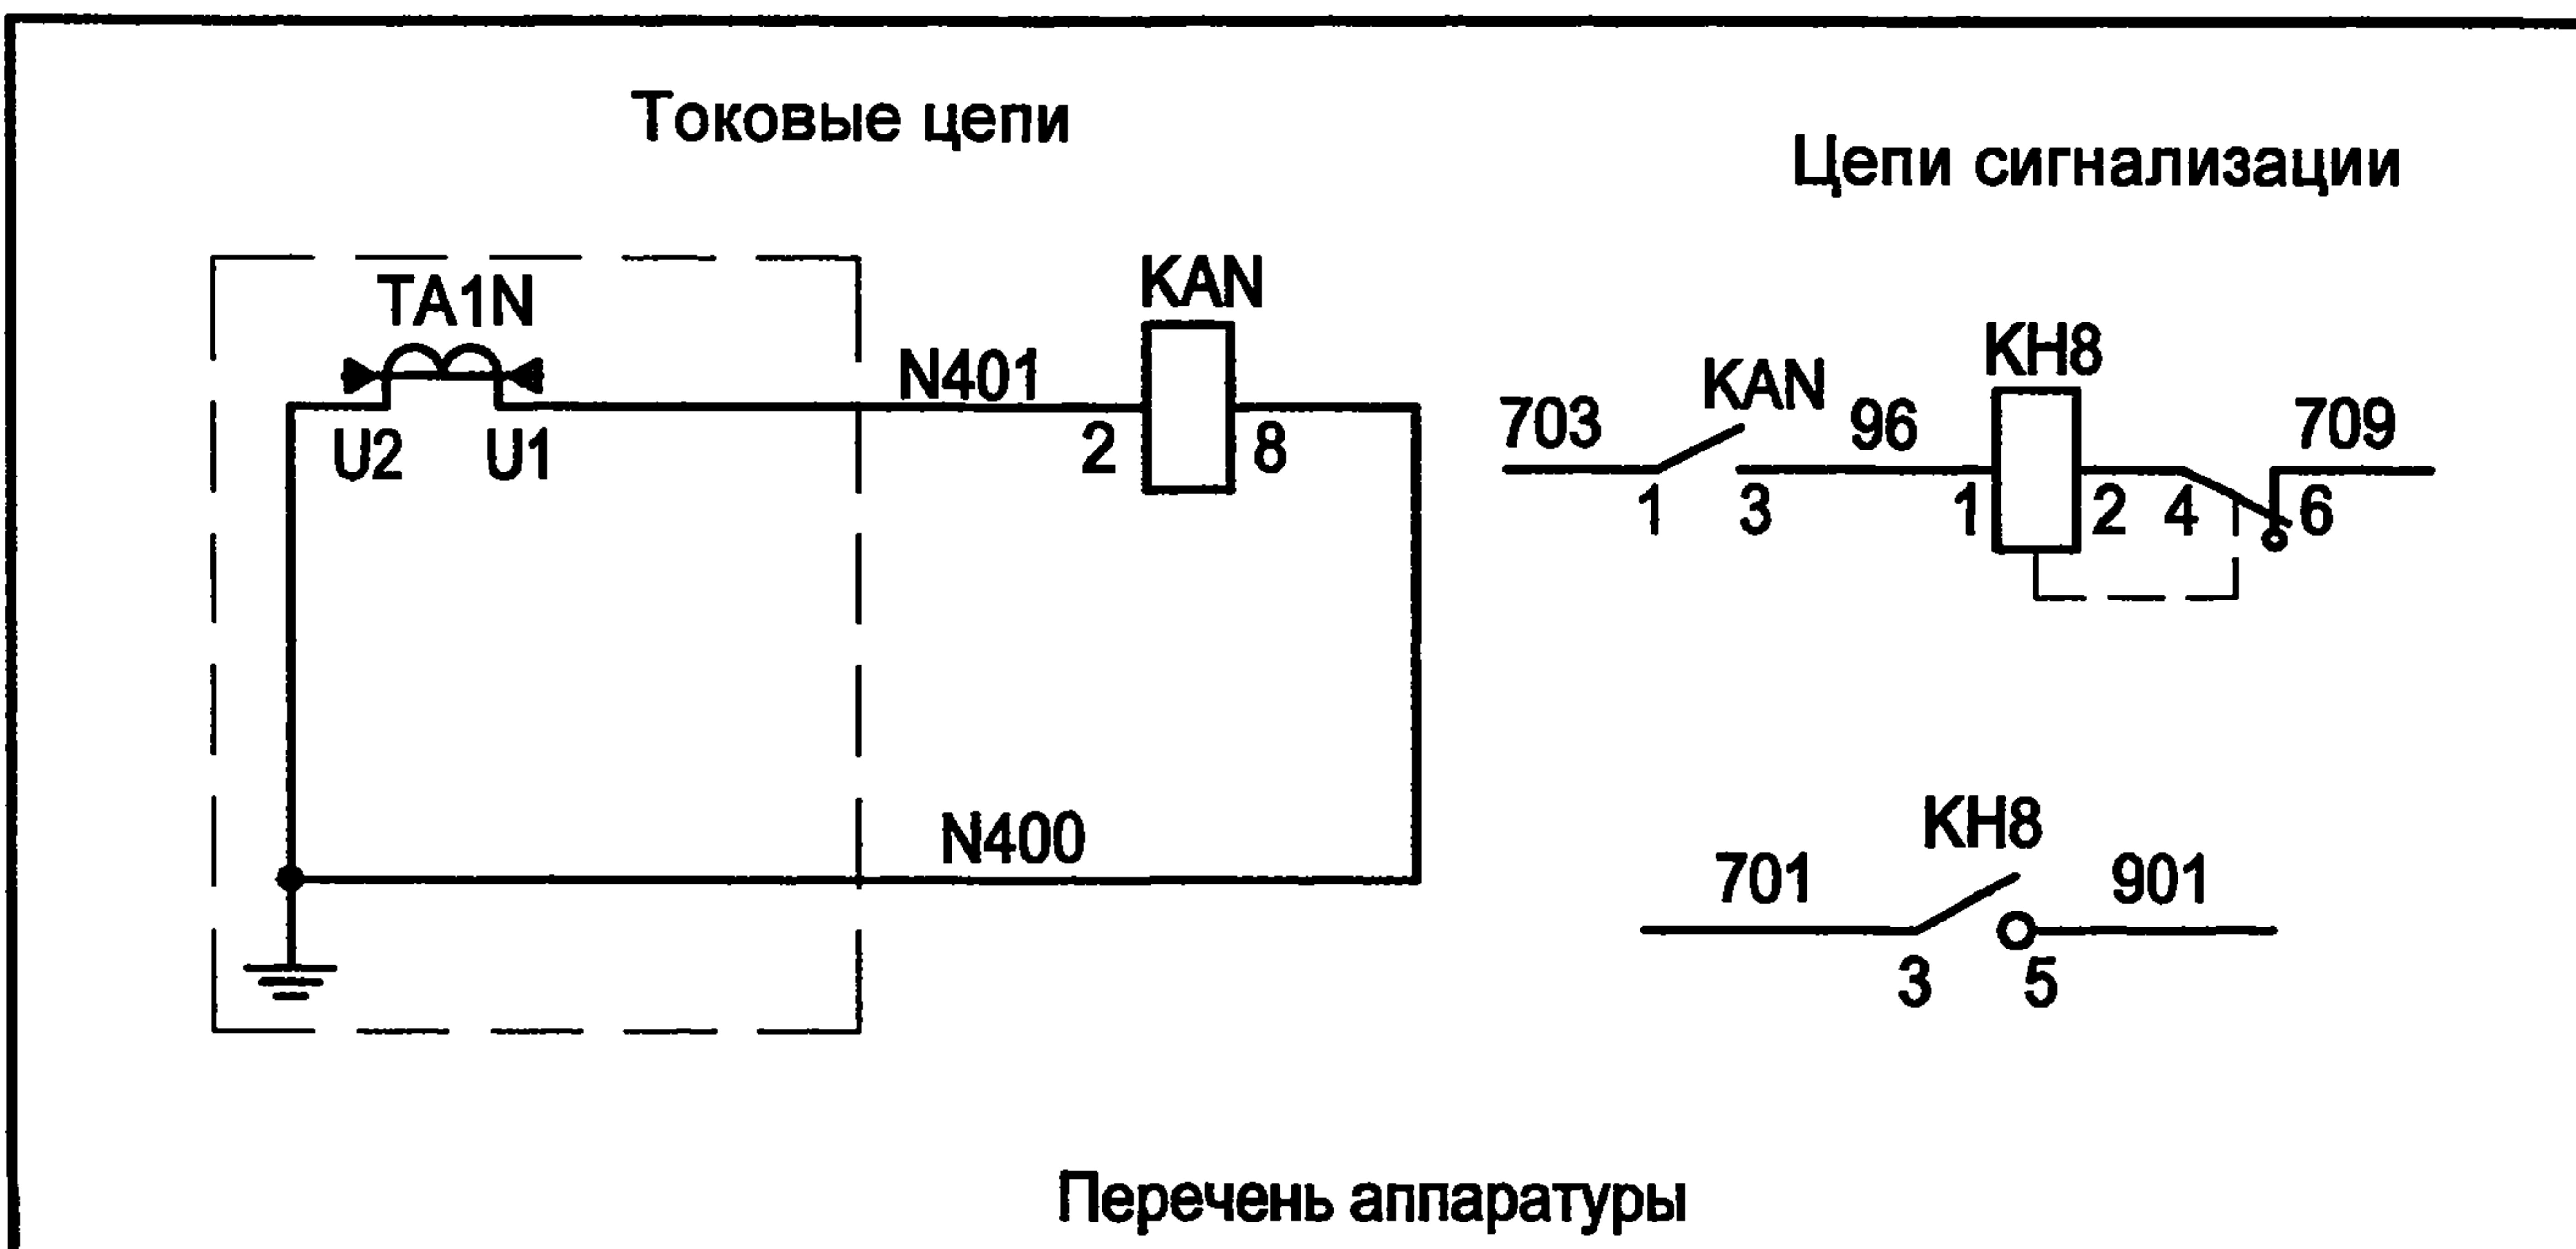 Токовые цепи
Цепи сигнализации
TA1N
KAN
U2
U1
N401
2
8
N400
703
KAN
96
KH8
709
1
3
1
2
4
6
701
KH8
901
3
5
Перечень аппаратуры